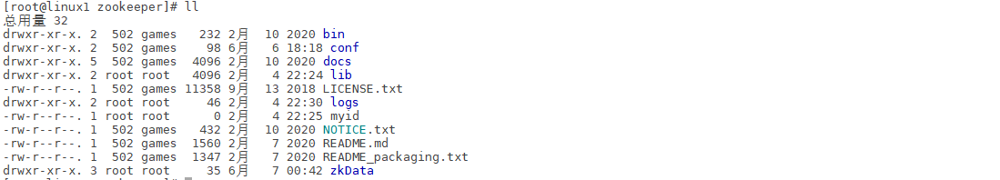 [root@linux1 zookeeper]# ll
总用量 32
drwxr-xr-x. 2  502 games   232 2月  10 2020 bin
drwxr-xr-x. 2  502 games    98 6月   6 18:18 conf
drwxr-xr-x. 5  502 games  4096 2月  10 2020 docs
drwxr-xr-x. 2 root root   4096 2月   4 22:24 lib
-rw-r--r--. 1  502 games 11358 9月  13 2018 LICENSE.txt
drwxr-xr-x. 2 root root     46 2月   4 22:30 logs
-rw-r--r--. 1 root root      0 2月   4 22:25 myid
-rw-r--r--. 1  502 games   432 2月  10 2020 NOTICE.txt
-rw-r--r--. 1  502 games  1560 2月   7 2020 README.md
-rw-r--r--. 1  502 games  1347 2月   7 2020 README_packaging.txt
drwxr-xr-x. 3 root root     35 6月   7 00:42 zkData